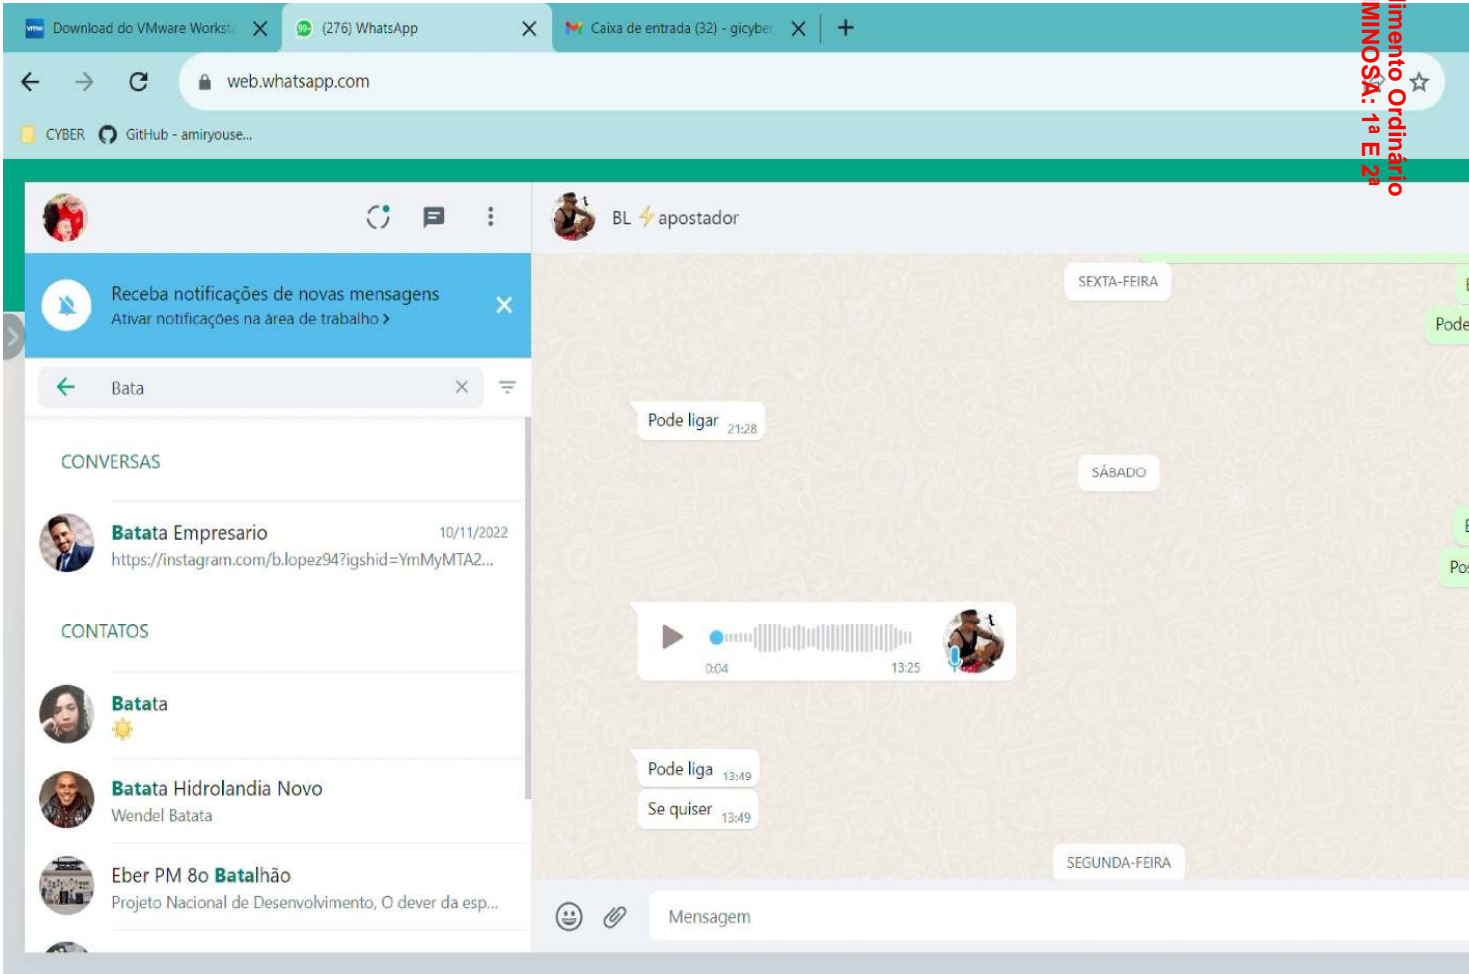 Download do VMware Worksta
(276) WhatsApp
Caixa de entrada (32) - gicyber
web.whatsapp.com
CYBER
GitHub - amiryouse...
limento Ordinário
MINOSA: 1ª E 2ª
BL ⚡ apostador
Receba notificações de novas mensagens
Ativar notificações na área de trabalho >
Bata
CONVERSAS
Batata Empresario
10/11/2022
https://instagram.com/b.lopez94?igshid=YmMyMTA2...
CONTATOS
Batata
Batata Hidrolandia Novo
Wendel Batata
Eber PM 8o Batalhão
Projeto Nacional de Desenvolvimento, O dever da esp...
SEXTA-FEIRA
Pode
Pode ligar 21:28
SÁBADO
Pos
0:04
13:25
Pode liga 13:49
Se quiser 13:49
SEGUNDA-FEIRA
Mensagem